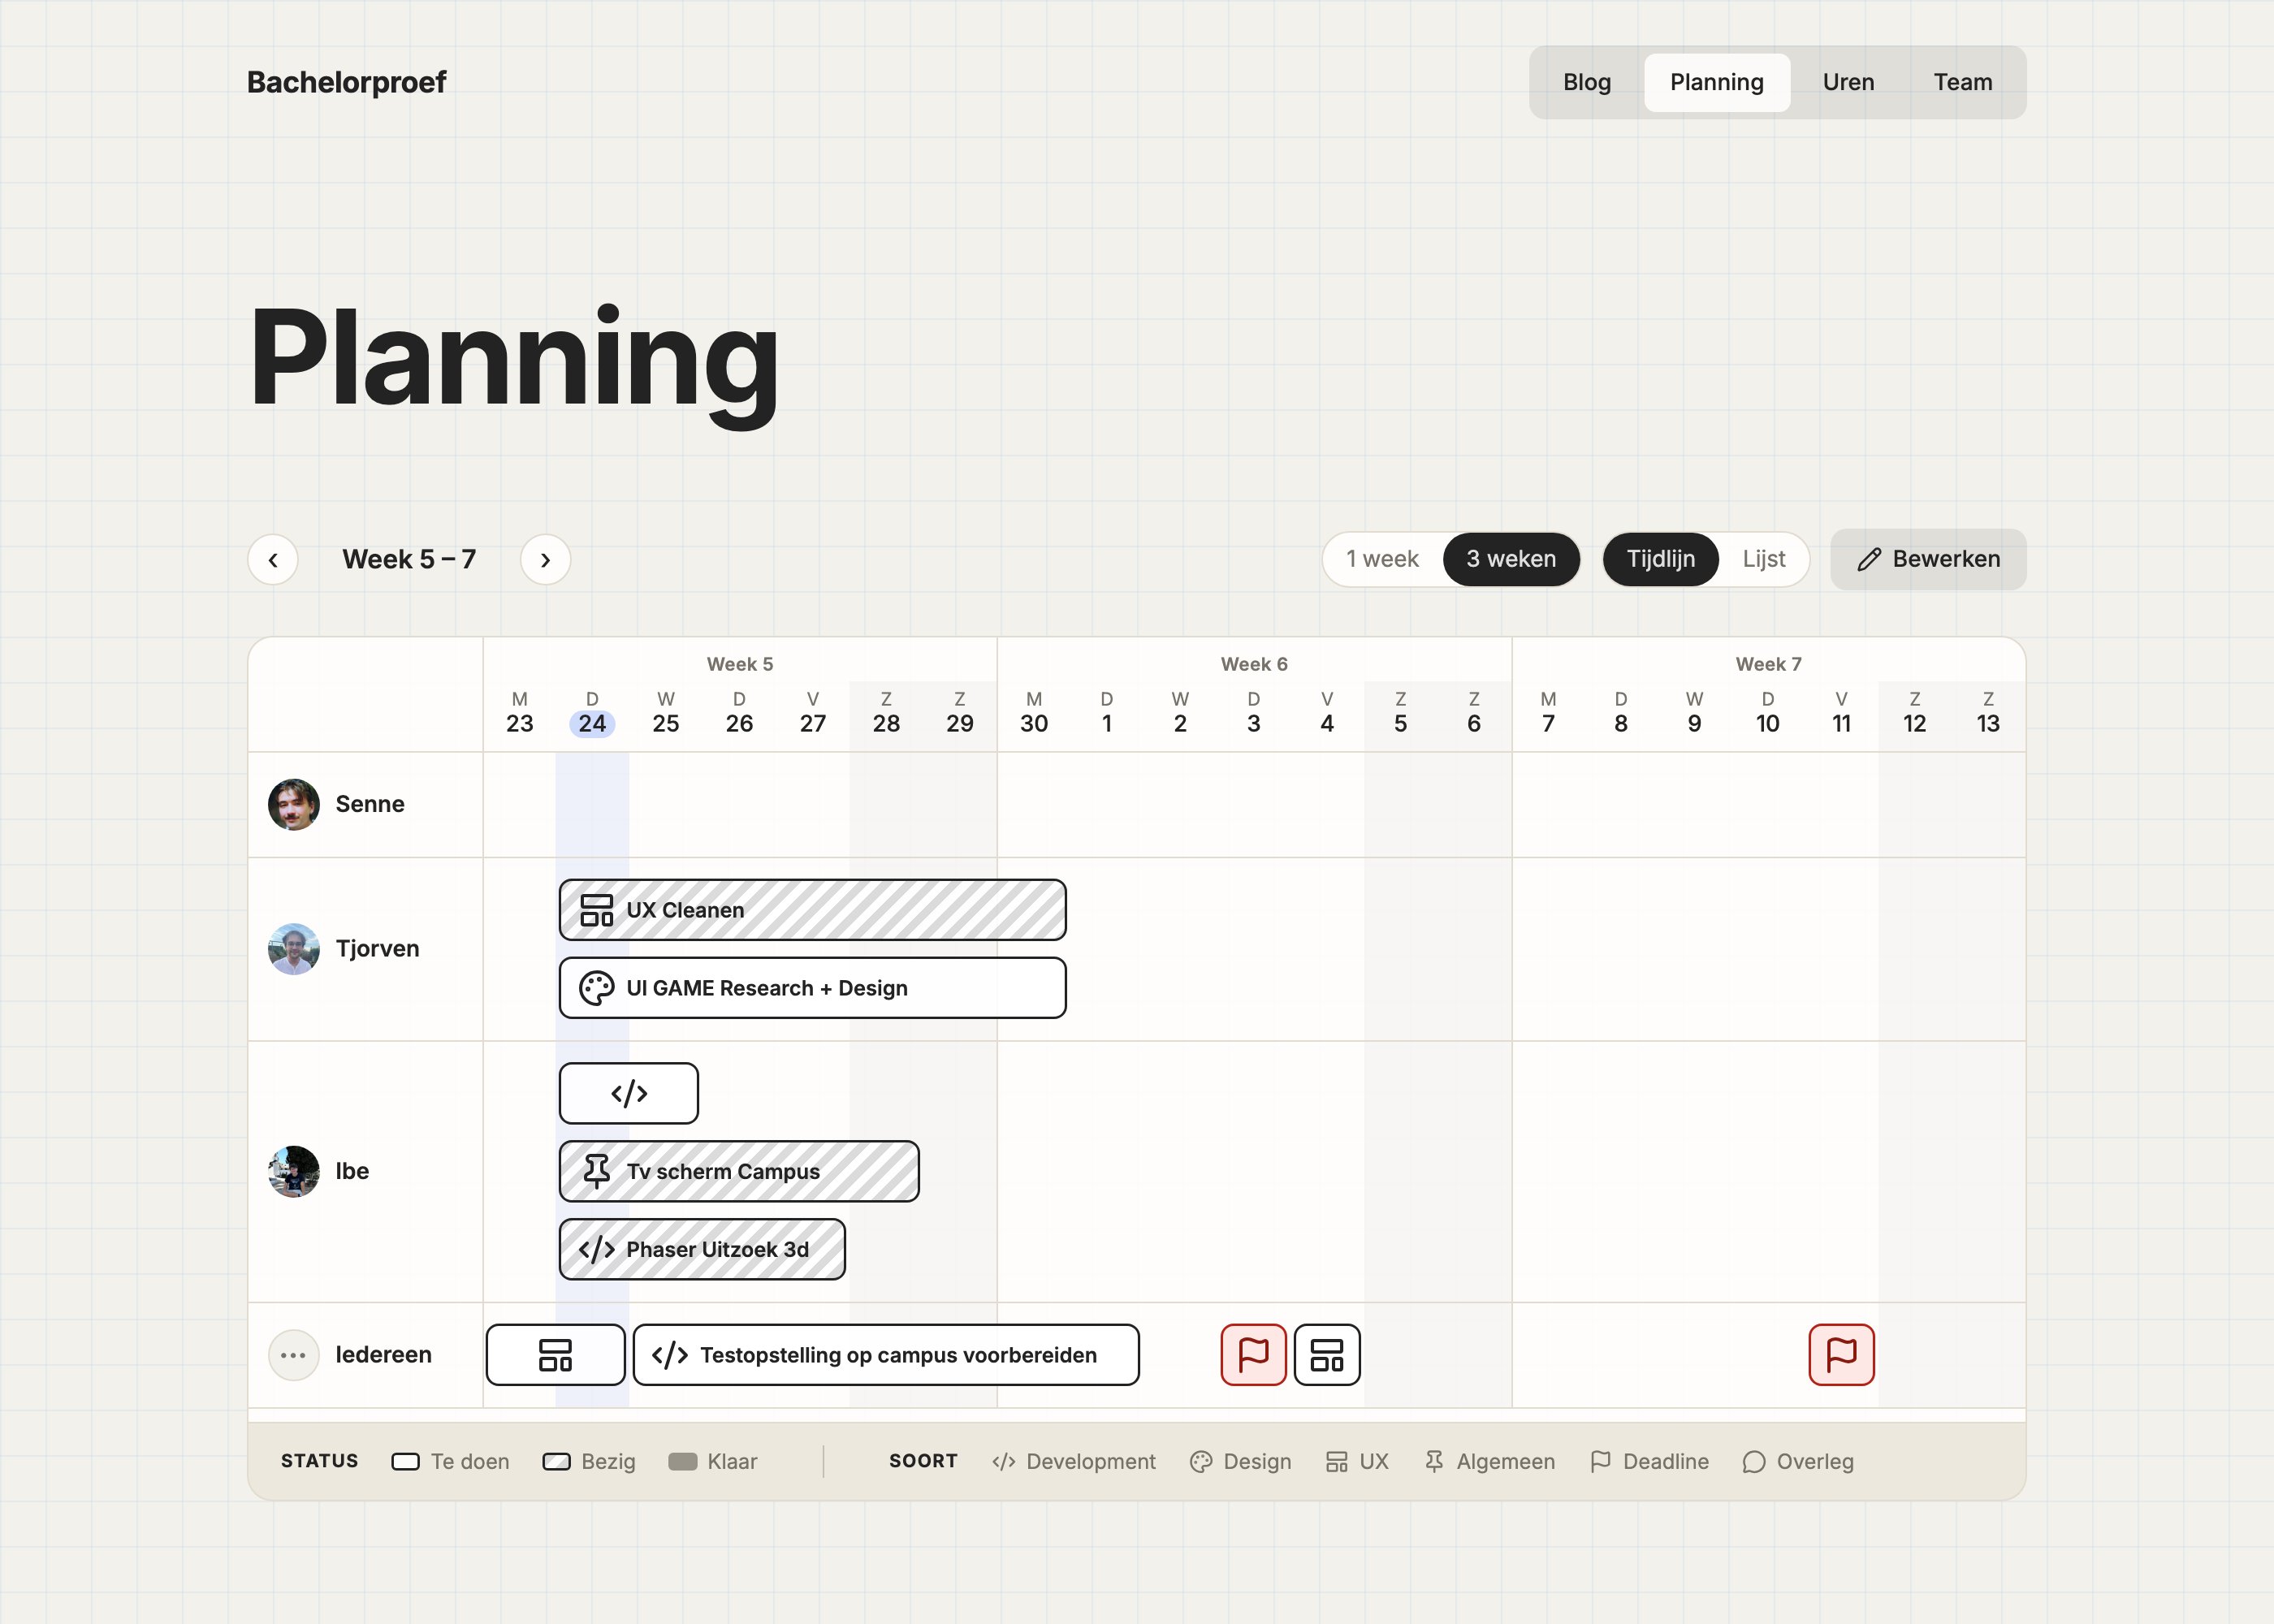 Bachelorproef
Blog Planning Uren Team
Planning
‹ Week 5 – 7 ›
1 week 3 weken Tijdlijn Lijst Bewerken
Week 5 Week 6 Week 7
M D W D V Z Z M D W D V Z Z M D W D V Z Z
23 24 25 26 27 28 29 30 1 2 3 4 5 6 7 8 9 10 11 12 13
Senne
Tjorven
UX Cleanen
UI GAME Research + Design
Ibe
Tv scherm Campus
Phaser Uitzoek 3d
Iedereen
Testopstelling op campus voorbereiden
STATUS Te doen Bezig Klaar SOORT Development Design UX Algemeen Deadline Overleg